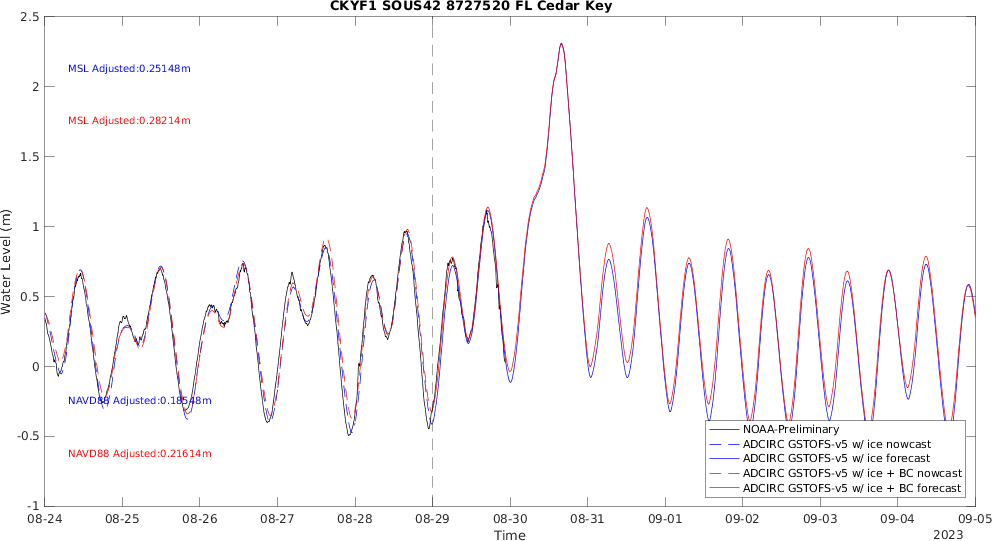 CKYF1 SOUS42 8727520 FL Cedar Key
2.5
2
1.5
1
0.5
0
-0.5
-1
Water Level (m)
MSL Adjusted:0.25148m
MSL Adjusted:0.28214m
NAVD88 Adjusted:0.18548m
NAVD88 Adjusted:0.21614m
NOAA-Preliminary
ADCIRC GSTOFS-v5 w/ ice nowcast
ADCIRC GSTOFS-v5 w/ ice forecast
ADCIRC GSTOFS-v5 w/ ice + BC nowcast
ADCIRC GSTOFS-v5 w/ ice + BC forecast
08-24 08-25 08-26 08-27 08-28 08-29 08-30 08-31 09-01 09-02 09-03 09-04 09-05
Time
2023